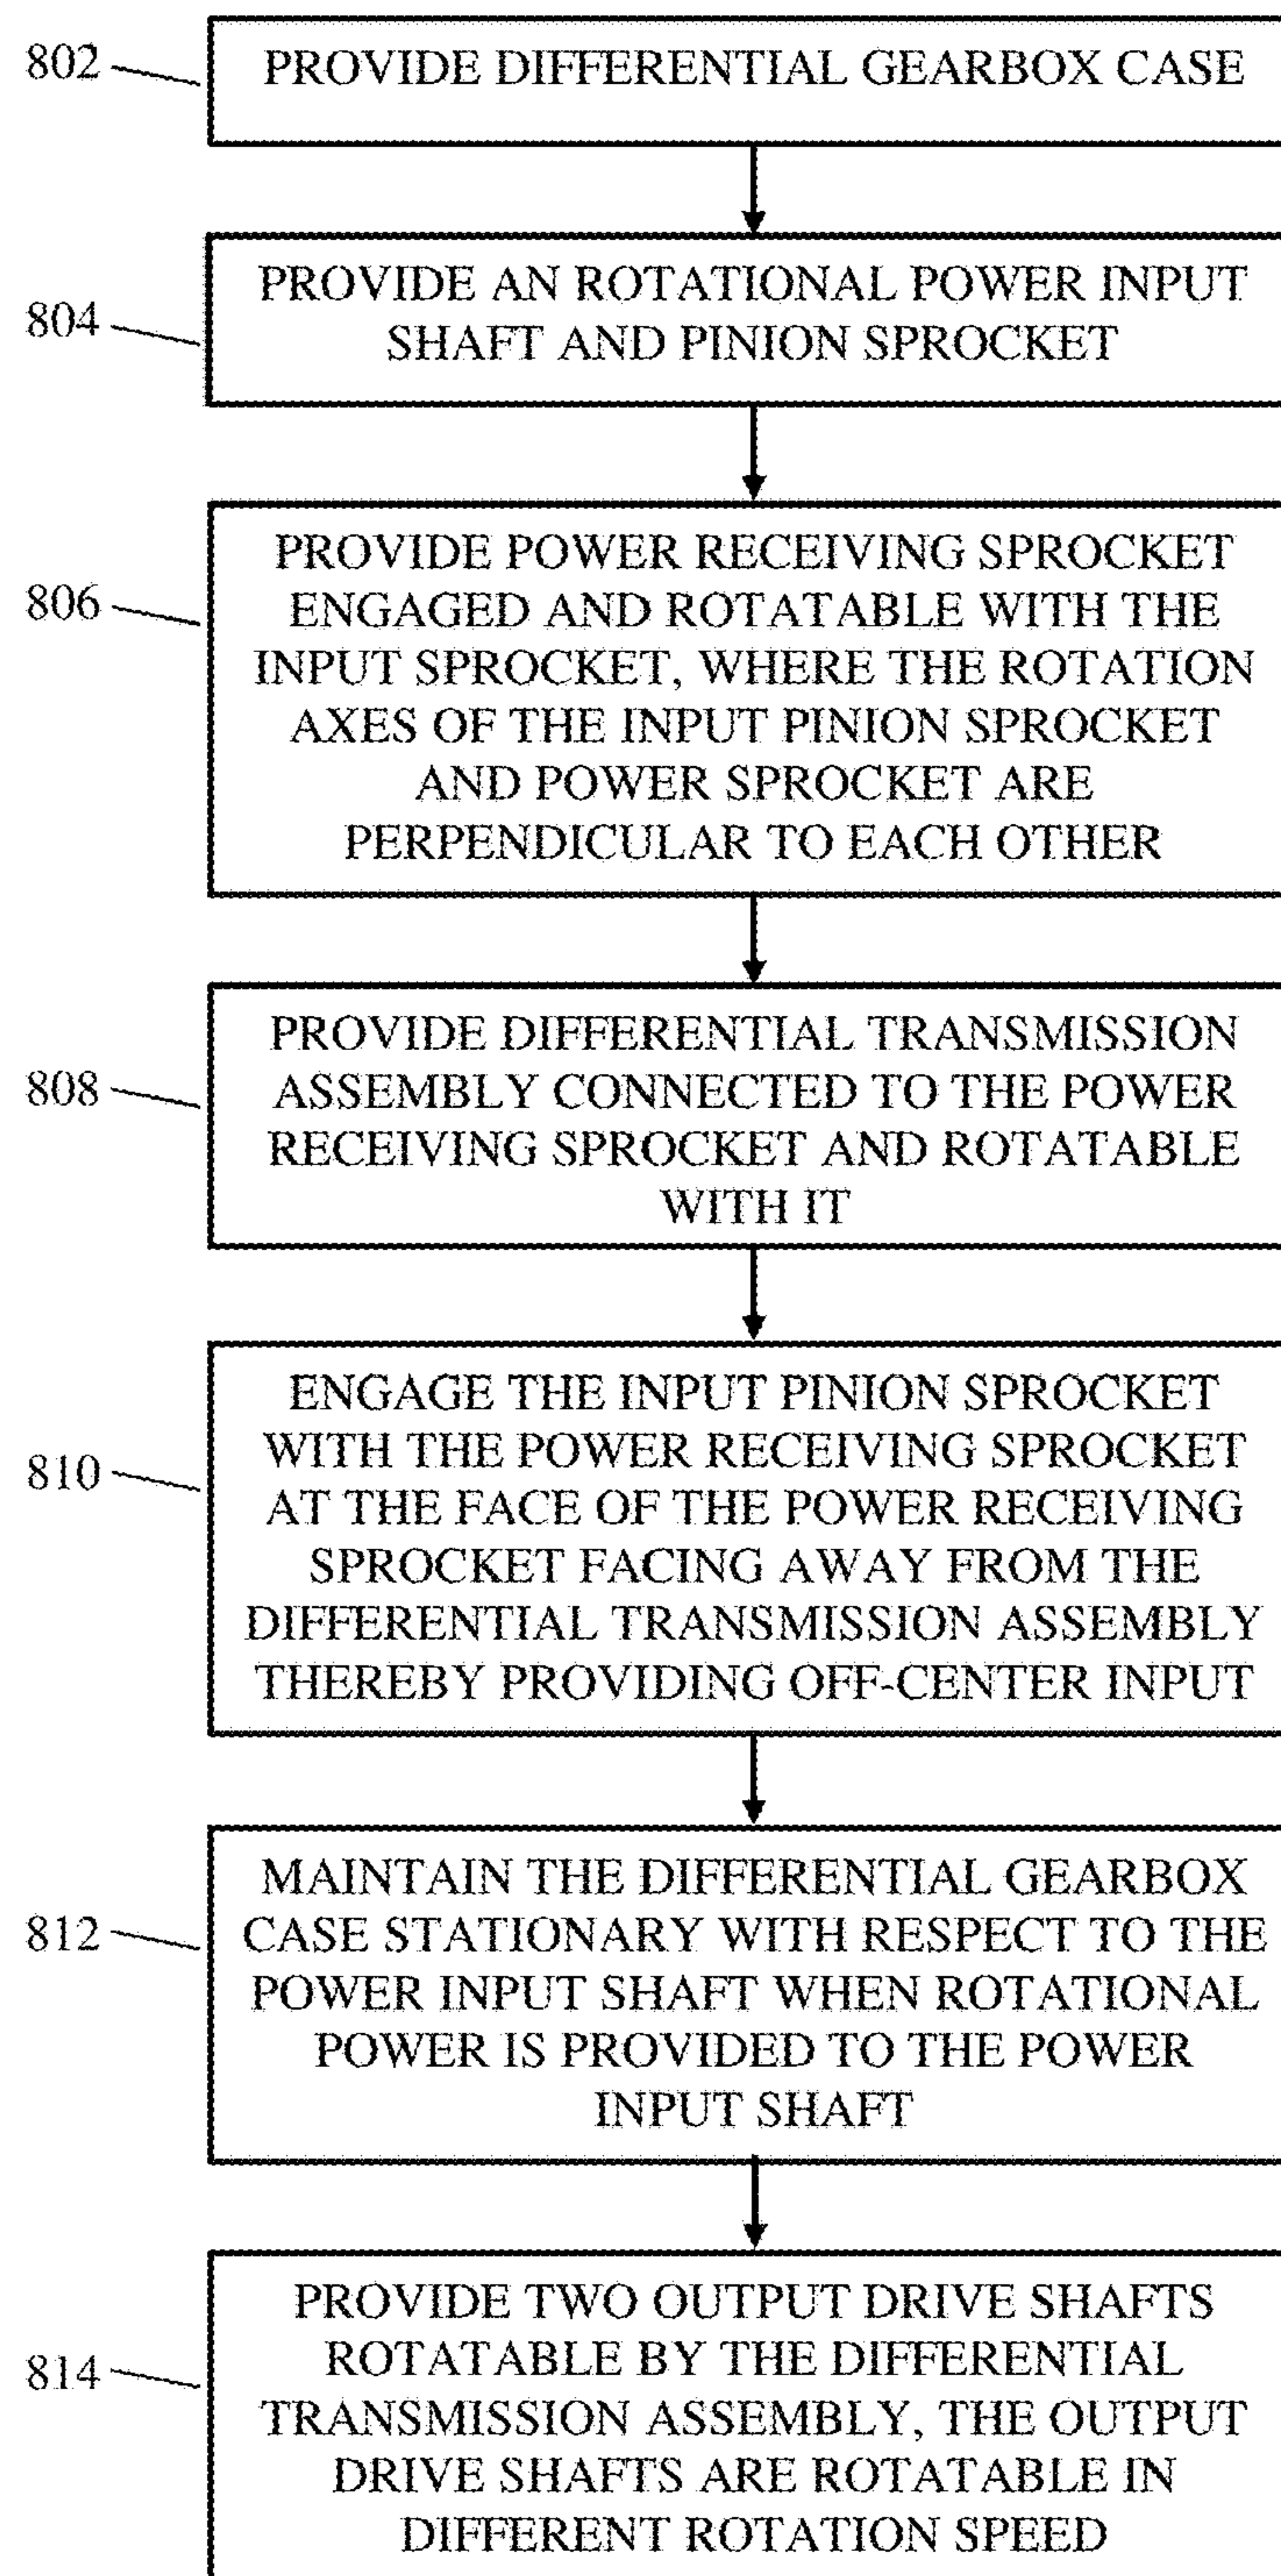 802
PROVIDE DIFFERENTIAL GEARBOX CASE
804
PROVIDE AN ROTATIONAL POWER INPUT
SHAFT AND PINION SPROCKET
806
PROVIDE POWER RECEIVING SPROCKET
ENGAGED AND ROTATABLE WITH THE
INPUT SPROCKET, WHERE THE ROTATION
AXES OF THE INPUT PINION SPROCKET
AND POWER SPROCKET ARE
PERPENDICULAR TO EACH OTHER
808
PROVIDE DIFFERENTIAL TRANSMISSION
ASSEMBLY CONNECTED TO THE POWER
RECEIVING SPROCKET AND ROTATABLE
WITH IT
810
ENGAGE THE INPUT PINION SPROCKET
WITH THE POWER RECEIVING SPROCKET
AT THE FACE OF THE POWER RECEIVING
SPROCKET FACING AWAY FROM THE
DIFFERENTIAL TRANSMISSION ASSEMBLY
THEREBY PROVIDING OFF-CENTER INPUT
812
MAINTAIN THE DIFFERENTIAL GEARBOX
CASE STATIONARY WITH RESPECT TO THE
POWER INPUT SHAFT WHEN ROTATIONAL
POWER IS PROVIDED TO THE POWER
INPUT SHAFT
814
PROVIDE TWO OUTPUT DRIVE SHAFTS
ROTATABLE BY THE DIFFERENTIAL
TRANSMISSION ASSEMBLY, THE OUTPUT
DRIVE SHAFTS ARE ROTATABLE IN
DIFFERENT ROTATION SPEED